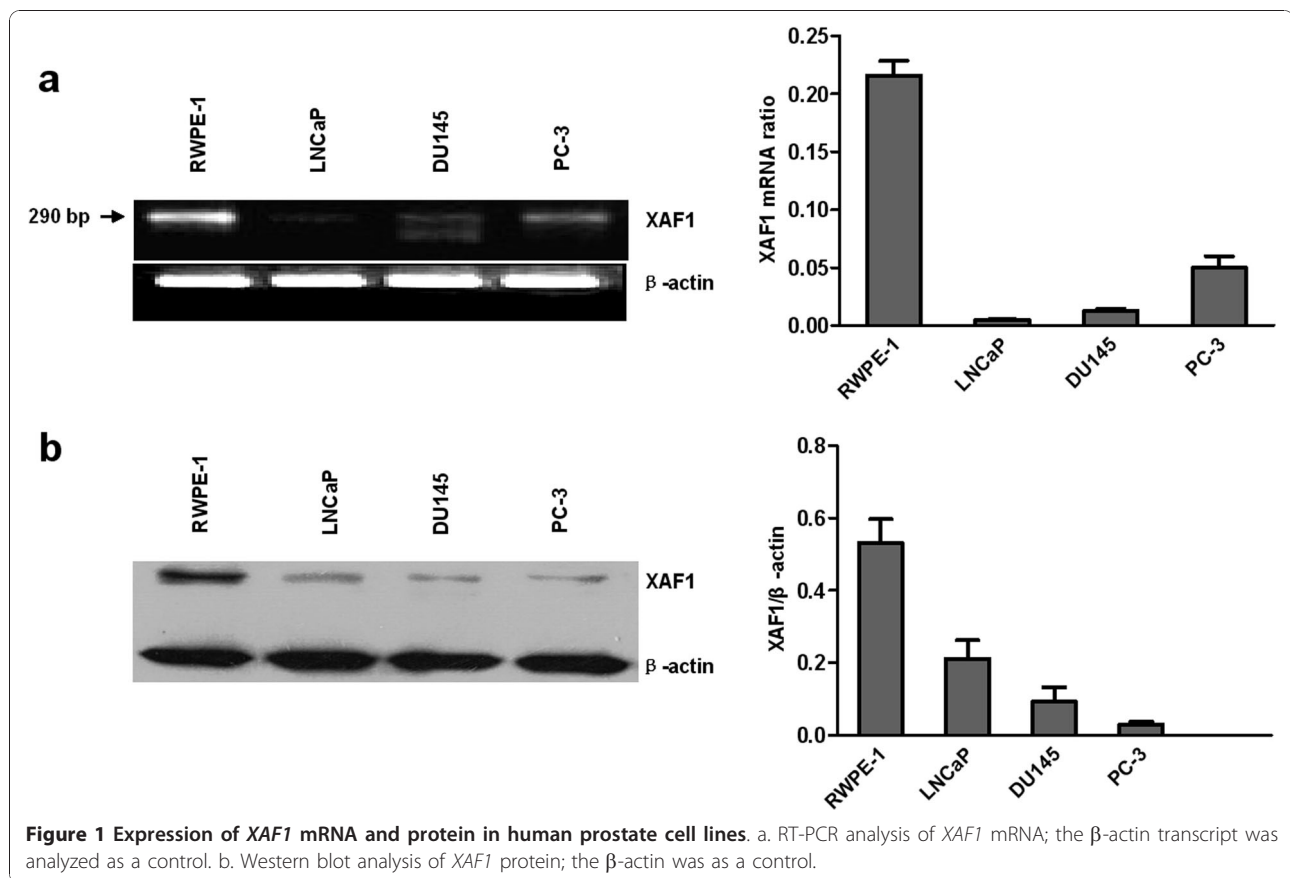 a
RWPE-1
LNCaP
DU145
PC-3
290 bp
XAF1
β-actin
XAF1 mRNA ratio
0.25
0.20
0.15
0.10
0.05
0.00
RWPE-1
LNCaP
DU145
PC-3
b
RWPE-1
LNCaP
DU145
PC-3
XAF1
β-actin
XAF1/β -actin
0.8
0.6
0.4
0.2
0.0
RWPE-1
LNCaP
DU145
PC-3
Figure 1 Expression of XAF1 mRNA and protein in human prostate cell lines. a. RT-PCR analysis of XAF1 mRNA; the β-actin transcript was
analyzed as a control. b. Western blot analysis of XAF1 protein; the β-actin was as a control.